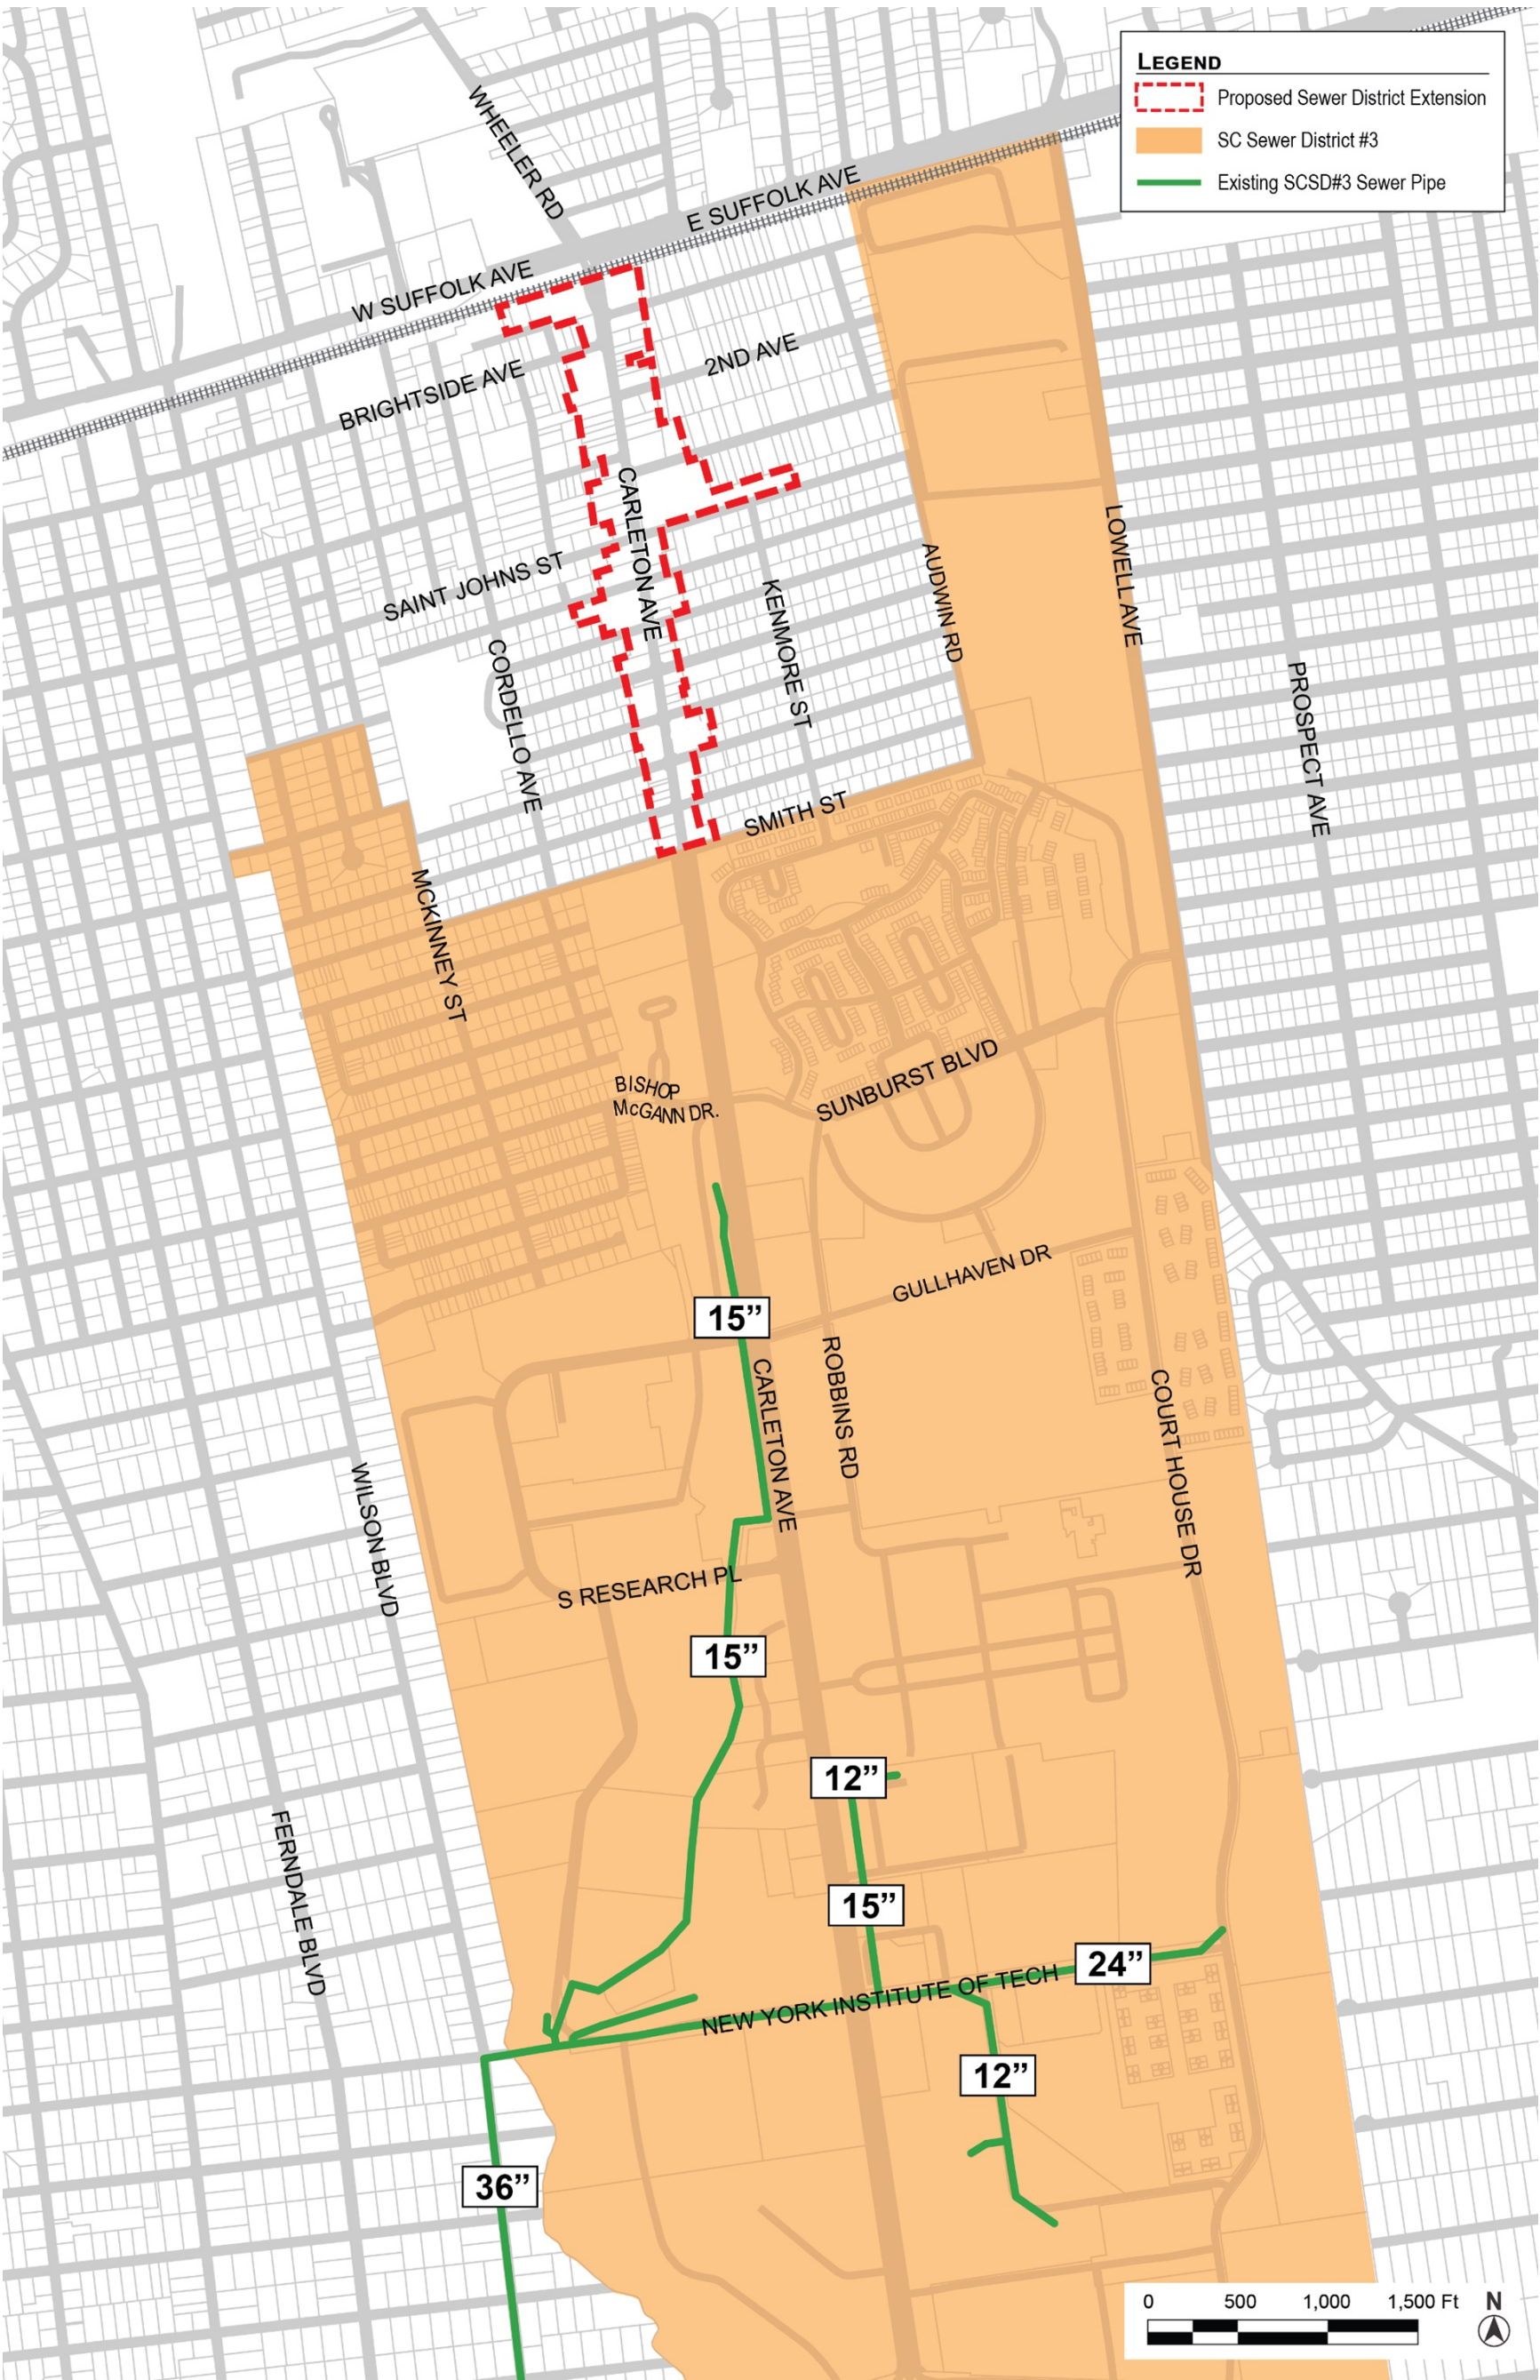 LEGEND
Proposed Sewer District Extension
SC Sewer District #3
Existing SCSD#3 Sewer Pipe
WHEELER RD
E SUFFOLK AVE
W SUFFOLK AVE
BRIGHTSIDE AVE
2ND AVE
CARLETON AVE
SAINT JOHNS ST
CORDELLO AVE
KENMORE ST
AUDWIN RD
LOWELL AVE
PROSPECT AVE
SMITH ST
MCKINNEY ST
BISHOP
McGANN DR.
SUNBURST BLVD
GULLHAVEN DR
15”
CARLETON AVE
ROBBINS RD
COURT HOUSE DR
WILSON BLVD
S RESEARCH PL
15”
12”
FERNDALE BLVD
15”
24”
NEW YORK INSTITUTE OF TECH
12”
36”
0 500 1,000 1,500 Ft N